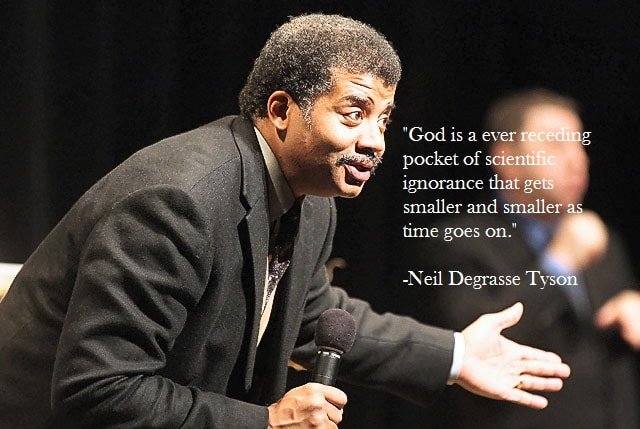 "God is a ever receding
pocket of scientific
ignorance that gets
smaller and smaller as
time goes on."
-Neil Degrasse Tyson